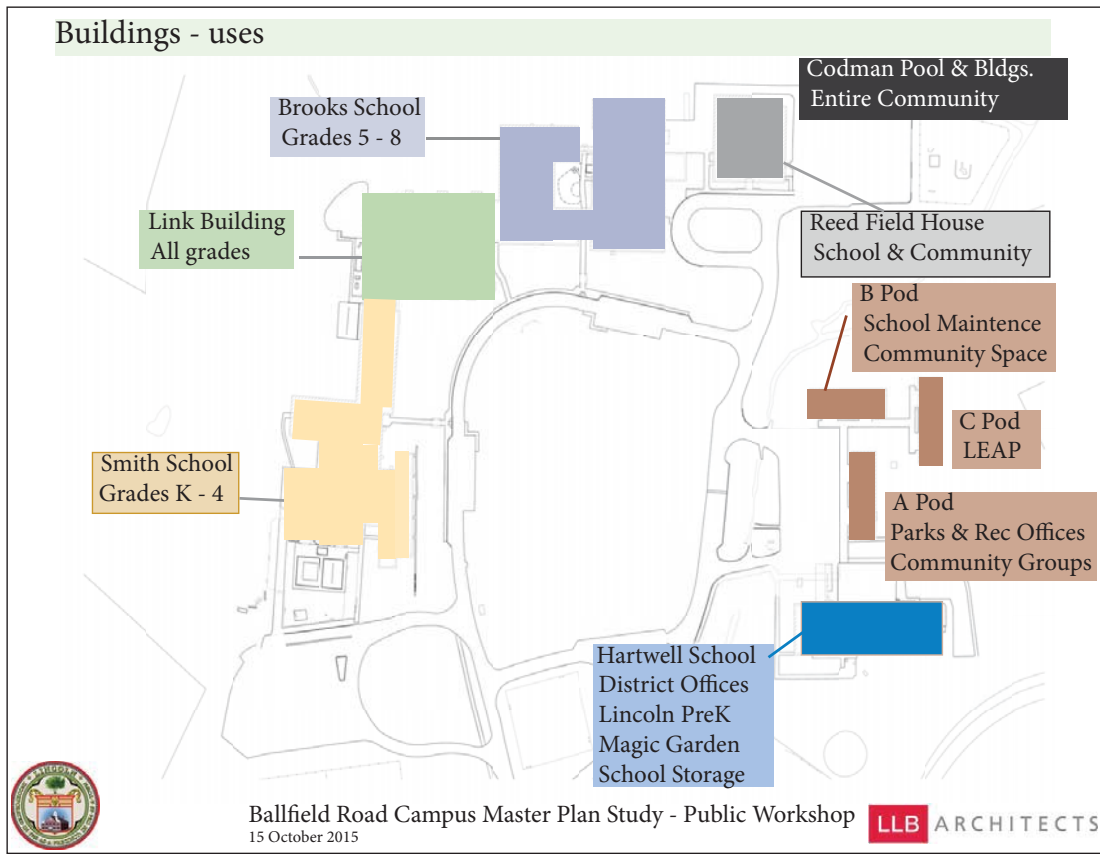 Buildings - uses
Codman Pool & Bldgs.
Entire Community
Brooks School
Grades 5 - 8
Link Building
All grades
Reed Field House
School & Community
B Pod
School Maintence
Community Space
C Pod
LEAP
Smith School
Grades K - 4
A Pod
Parks & Rec Offices
Community Groups
Hartwell School
District Offices
Lincoln PreK
Magic Garden
School Storage
Ballfield Road Campus Master Plan Study - Public Workshop
15 October 2015
LLB ARCHITECTS